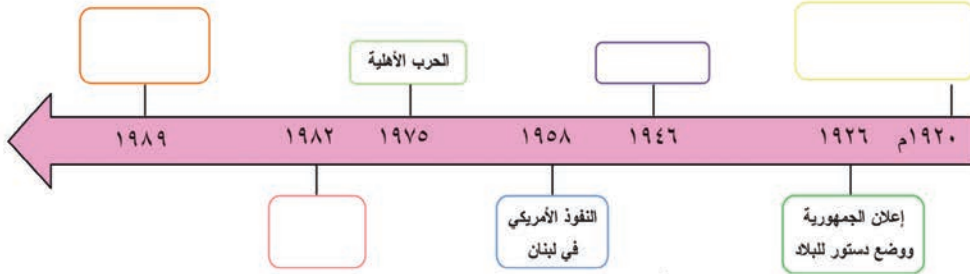 الحرب الأهلية
١٩٢٠م ١٩٢٦ ١٩٤٦ ١٩٥٨ ١٩٧٥ ١٩٨٢ ١٩٨٩
إعلان الجمهورية
ووضع دستور للبلاد
النفوذ الأمريكي
في لبنان